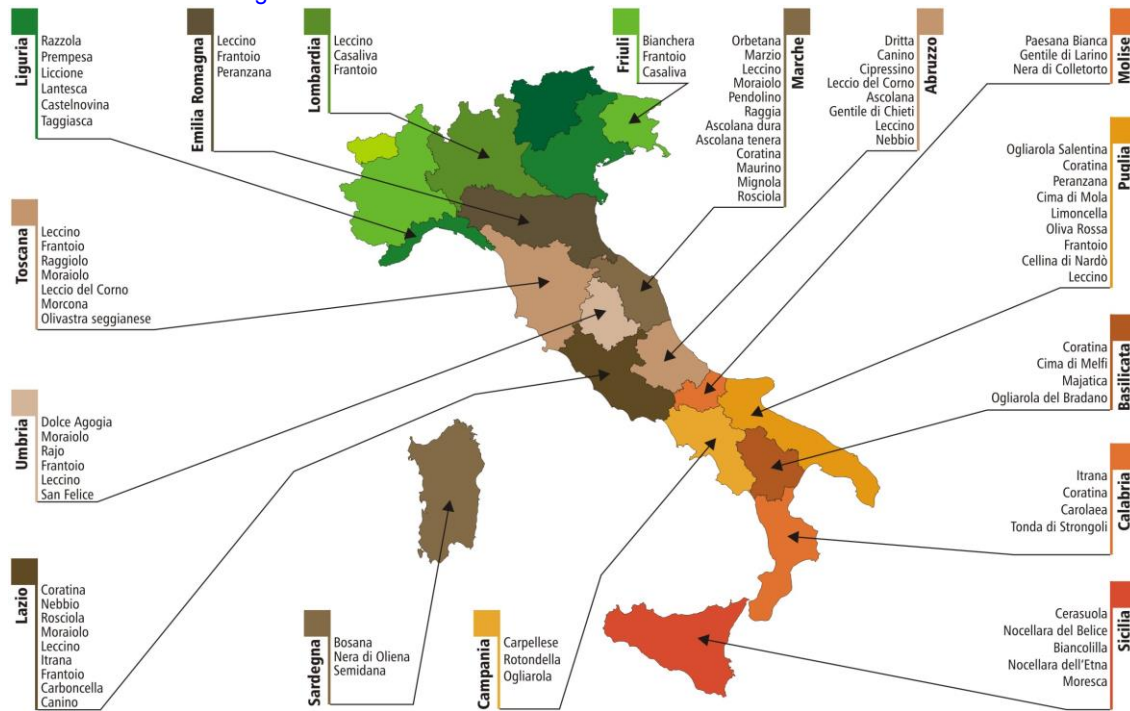 Liguria
Razzola
Prempesa
Liccione
Lantesca
Castelnovina
Taggiasca
Emilia Romagna
Leccino
Frantoio
Peranzana
Lombardia
Leccino
Casaliva
Frantoio
Friuli
Bianchera
Frantoio
Casaliva
Orbetana
Marzio
Leccino
Moraiolo
Pendolino
Raggia
Ascolana dura
Ascolana tenera
Coratina
Maurino
Mignola
Rosciola
Marche
Dritta
Canino
Cipressino
Leccio del Corno
Ascolana
Gentile di Chieti
Leccino
Nebbio
Abruzzo
Paesana Bianca
Gentile di Larino
Nera di Colletorto
Molise
Ogliarola Salentina
Coratina
Peranzana
Cima di Mola
Limoncella
Oliva Rossa
Frantoio
Cellina di Nardò
Leccino
Puglia
Toscana
Leccino
Frantoio
Raggiolo
Moraiolo
Leccio del Corno
Morcona
Olivastra seggianese
Coratina
Cima di Melfi
Majatica
Ogliarola del Bradano
Basilicata
Umbria
Dolce Agogia
Moraiolo
Rajo
Frantoio
Leccino
San Felice
Itrana
Coratina
Carolaea
Tonda di Strongoli
Calabria
Lazio
Coratina
Nebbio
Rosciola
Moraiolo
Leccino
Itrana
Frantoio
Carboncella
Canino
Sardegna
Bosana
Nera di Oliena
Semidana
Campania
Carpellese
Rotondella
Ogliarola
Cerasuola
Nocellara del Belice
Biancolilla
Nocellara dell'Etna
Moresca
Sicilia